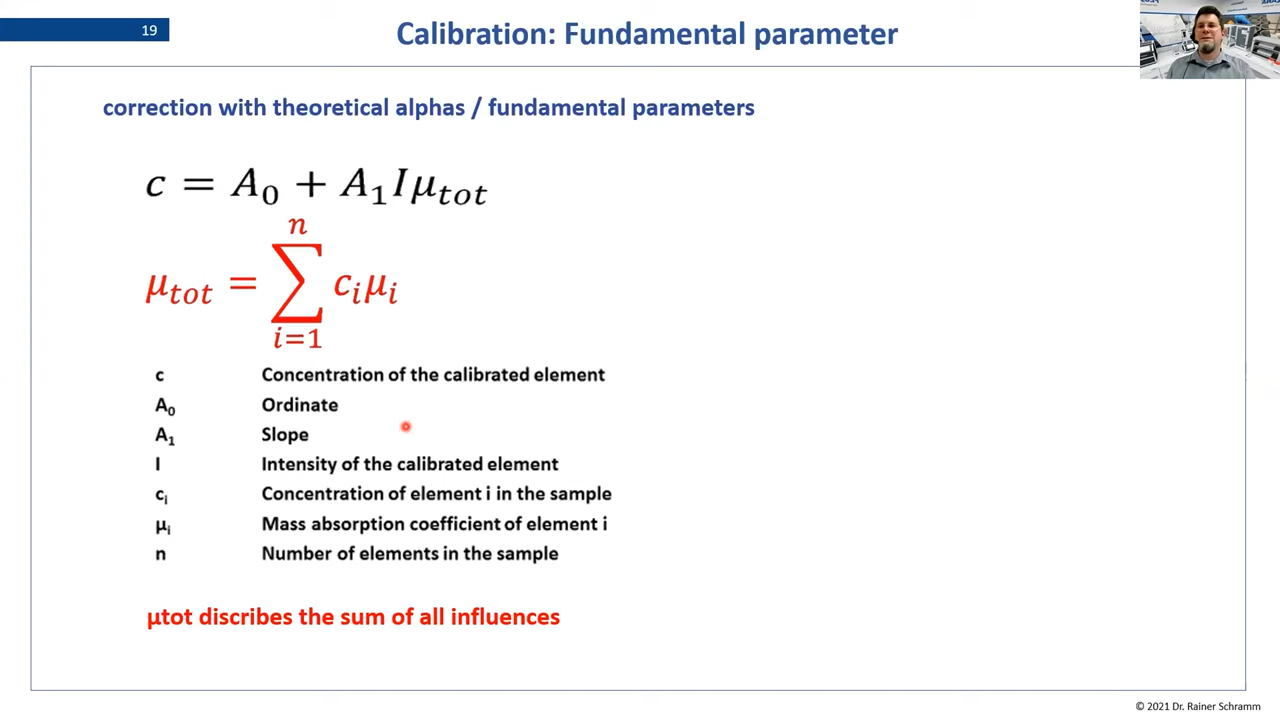 19
Calibration: Fundamental parameter
correction with theoretical alphas / fundamental parameters
c = A₀ + A₁Iμₜₒₜ
μₜₒₜ = ∑ⁿᵢ₌₁ cᵢμᵢ
c Concentration of the calibrated element
A₀ Ordinate
A₁ Slope
I Intensity of the calibrated element
cᵢ Concentration of element i in the sample
μᵢ Mass absorption coefficient of element i
n Number of elements in the sample
μtot discribes the sum of all influences
© 2021 Dr. Rainer Schramm